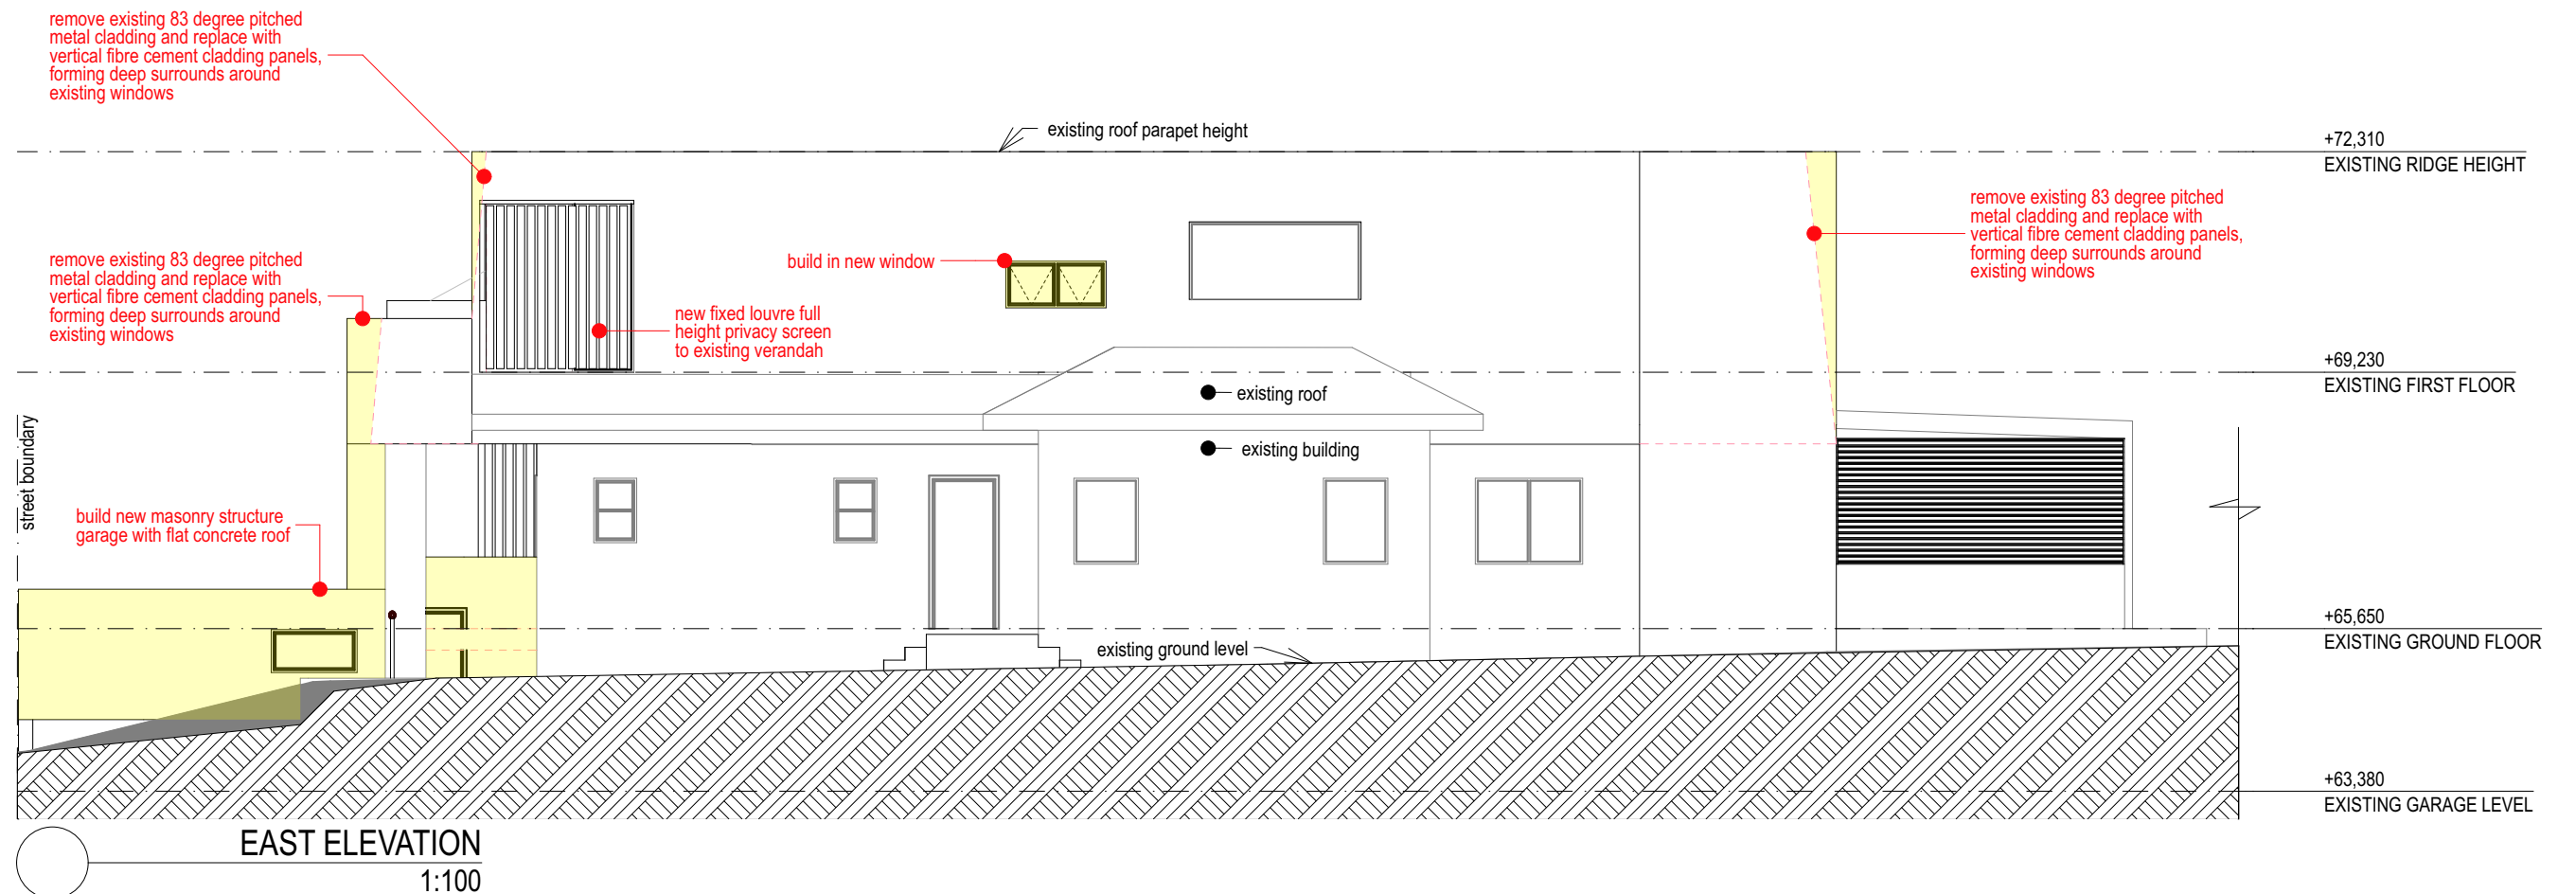 remove existing 83 degree pitched
metal cladding and replace with
vertical fibre cement cladding panels,
forming deep surrounds around
existing windows
existing roof parapet height
+72,310
EXISTING RIDGE HEIGHT
remove existing 83 degree pitched
metal cladding and replace with
vertical fibre cement cladding panels,
forming deep surrounds around
existing windows
remove existing 83 degree pitched
metal cladding and replace with
vertical fibre cement cladding panels,
forming deep surrounds around
existing windows
build in new window
new fixed louvre full
height privacy screen
to existing verandah
+69,230
EXISTING FIRST FLOOR
existing roof
existing building
street boundary
build new masonry structure
garage with flat concrete roof
+65,650
EXISTING GROUND FLOOR
existing ground level
+63,380
EXISTING GARAGE LEVEL
EAST ELEVATION
1:100